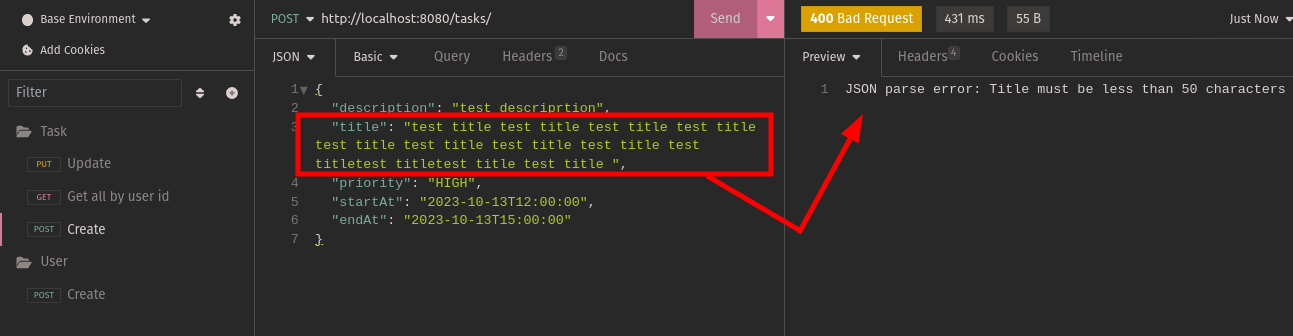 Base Environment
Add Cookies
Filter
Task
PUT Update
GET Get all by user id
POST Create
User
POST Create
POST http://localhost:8080/tasks/ Send
JSON Basic Query Headers 2 Docs
1 {
2 "description": "test descriprtion",
3 "title": "test title test title test title test title
test title test title test title test title test
titletest titletest title test title ",
4 "priority": "HIGH",
5 "startAt": "2023-10-13T12:00:00",
6 "endAt": "2023-10-13T15:00:00"
7 }
400 Bad Request 431 ms 55 B Just Now
Preview Headers 4 Cookies Timeline
1 JSON parse error: Title must be less than 50 characters